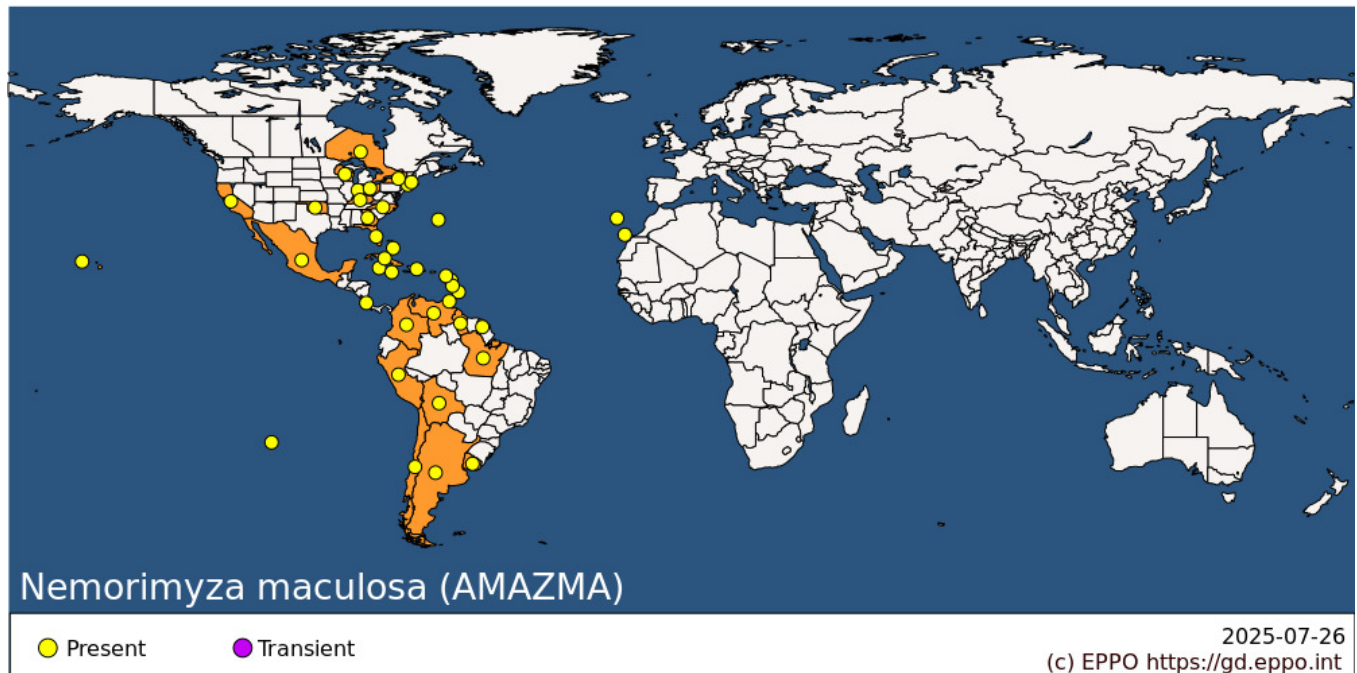 Nemorimyza maculosa (AMAZMA)
Present
Transient
2025-07-26
(c) EPPO https://gd.eppo.int